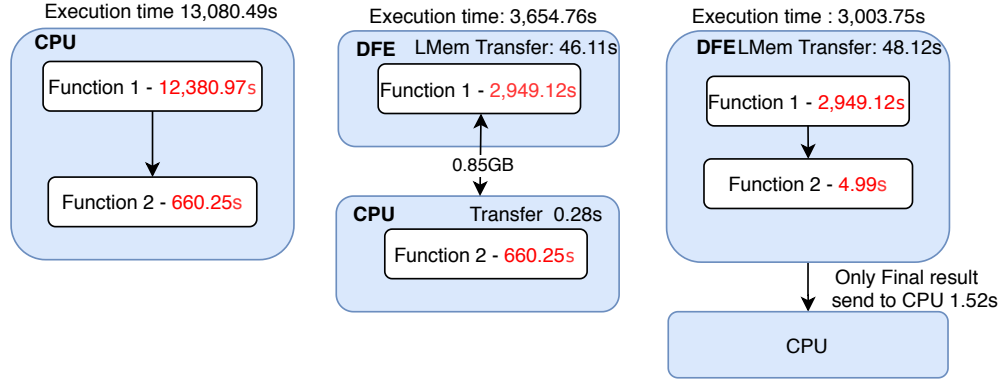 Execution time 13,080.49s
CPU
Function 1 - 12,380.97s
Function 2 - 660.25s
Execution time: 3,654.76s
DFE LMem Transfer: 46.11s
Function 1 - 2,949.12s
0.85GB
CPU Transfer 0.28s
Function 2 - 660.25s
Execution time : 3,003.75s
DFE LMem Transfer: 48.12s
Function 1 - 2,949.12s
Function 2 - 4.99s
Only Final result
send to CPU 1.52s
CPU